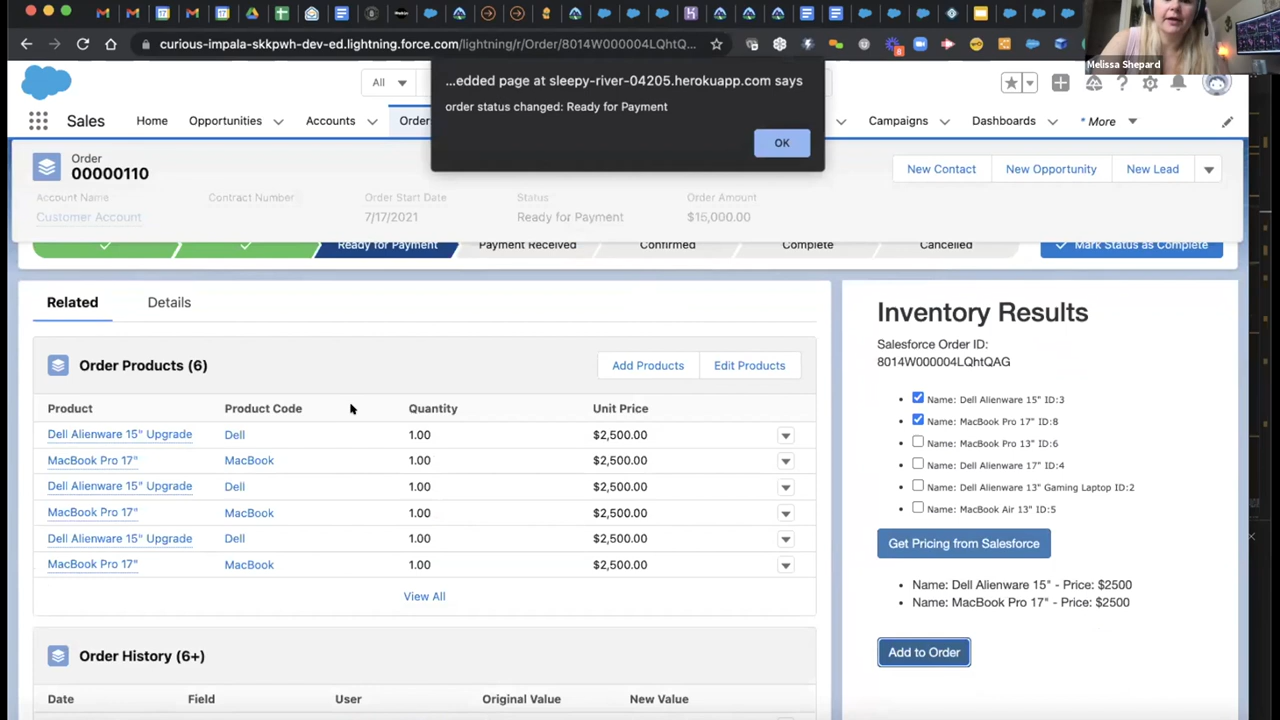 curious-impala-skkpwh-dev-ed.lightning.force.com/lightning/r/Order/8014W000004LQhtQ...
Melissa Shepard
...edded page at sleepy-river-04205.herokuapp.com says
order status changed: Ready for Payment
OK
All
Sales Home Opportunities Accounts Order Campaigns Dashboards * More
Order
00000110
New Contact New Opportunity New Lead
Account Name Contract Number Order Start Date Status Order Amount
Customer Account 7/17/2021 Ready for Payment $15,000.00
Ready for Payment Payment Received Confirmed Complete Cancelled Mark Status as Complete
Related Details
Order Products (6) Add Products Edit Products
Product Product Code Quantity Unit Price
Dell Alienware 15" Upgrade Dell 1.00 $2,500.00
MacBook Pro 17" MacBook 1.00 $2,500.00
Dell Alienware 15" Upgrade Dell 1.00 $2,500.00
MacBook Pro 17" MacBook 1.00 $2,500.00
Dell Alienware 15" Upgrade Dell 1.00 $2,500.00
MacBook Pro 17" MacBook 1.00 $2,500.00
View All
Order History (6+)
Date Field User Original Value New Value
Inventory Results
Salesforce Order ID:
8014W000004LQhtQAG
Name: Dell Alienware 15" ID:3
Name: MacBook Pro 17" ID:8
Name: MacBook Pro 13" ID:6
Name: Dell Alienware 17" ID:4
Name: Dell Alienware 13" Gaming Laptop ID:2
Name: MacBook Air 13" ID:5
Get Pricing from Salesforce
Name: Dell Alienware 15" - Price: $2500
Name: MacBook Pro 17" - Price: $2500
Add to Order